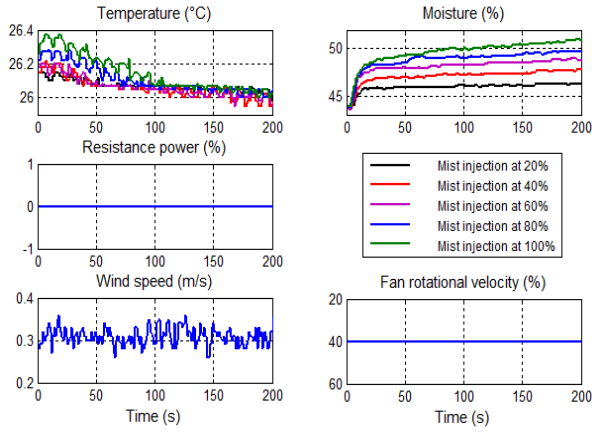 Temperature (°C)
26.4
26.2
26
0 50 100 150 200
Moisture (%)
50
45
0 50 100 150 200
Resistance power (%)
1
0
-1
0 50 100 150 200
Mist injection at 20%
Mist injection at 40%
Mist injection at 60%
Mist injection at 80%
Mist injection at 100%
Wind speed (m/s)
0.4
0.3
0.2
0 50 100 150 200
Time (s)
Fan rotational velocity (%)
20
40
60
0 50 100 150 200
Time (s)